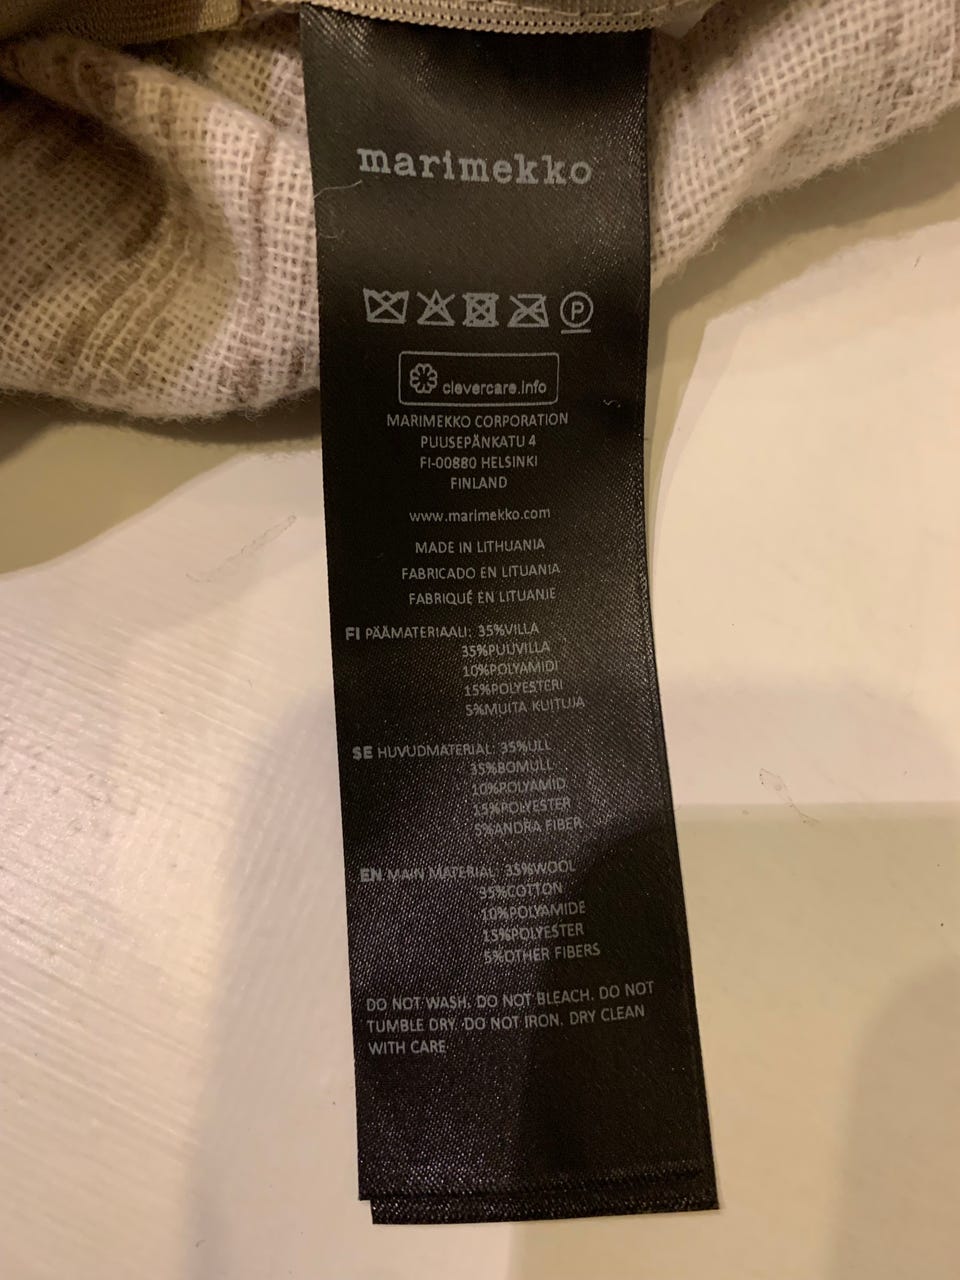 marimekko
P
clevercare.info
MARIMEKKO CORPORATION
PUUSEPÄNKATU 4
FI-00880 HELSINKI
FINLAND
www.marimekko.com
MADE IN LITHUANIA
FABRICADO EN LITUANIA
FABRIQUÉ EN LITUANIE
FI PÄÄMATERIAALI: 35%VILLA
35%PUUVILLA
10%POLYAMIDI
15%POLYESTERI
5%MUITA KUITUJA
SE HUVUDMATERIAL: 35%ULL
35%BOMULL
10%POLYAMID
15%POLYESTER
5%ANDRA FIBER
EN MAIN MATERIAL: 35%WOOL
35%COTTON
10%POLYAMIDE
15%POLYESTER
5%OTHER FIBERS
DO NOT WASH. DO NOT BLEACH. DO NOT
TUMBLE DRY. DO NOT IRON. DRY CLEAN
WITH CARE